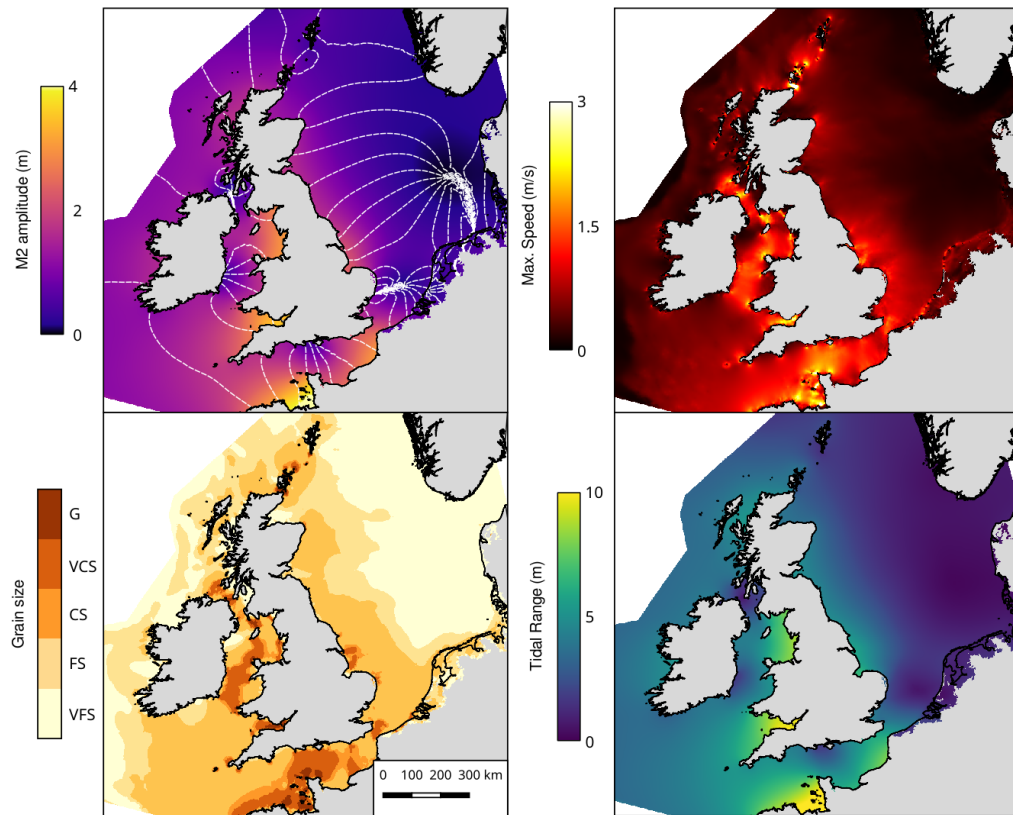 M2 amplitude (m)
4
2
0
Max. Speed (m/s)
3
1.5
0
Grain size
G
VCS
CS
FS
VFS
0 100 200 300 km
Tidal Range (m)
10
5
0